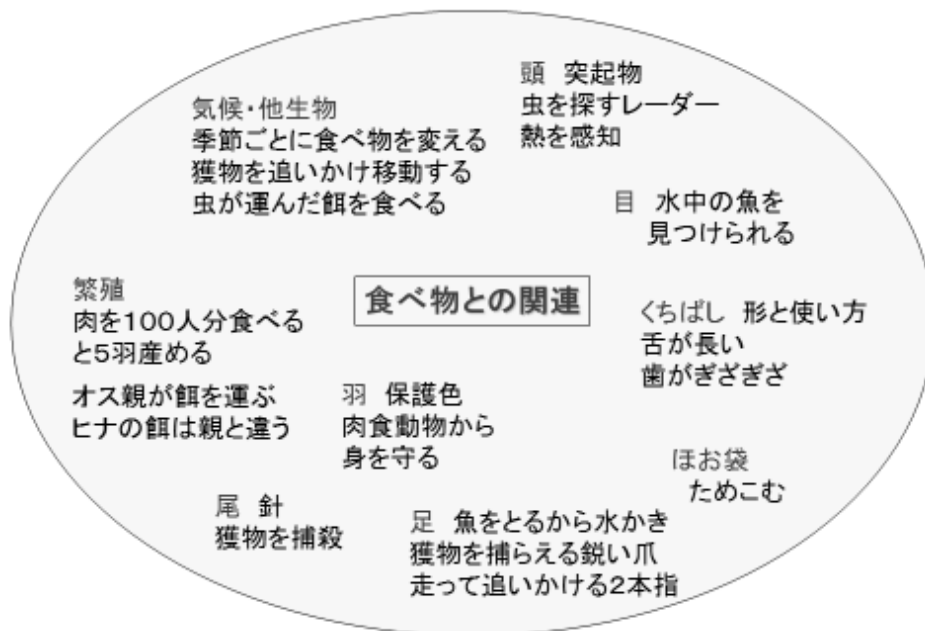 頭 突起物
虫を探すレーダー
熱を感知
気候・他生物
季節ごとに食べ物を変える
獲物を追いかけ移動する
虫が運んだ餌を食べる
目 水中の魚を
見つけられる
食べ物との関連
繁殖
肉を100人分食べる
と5羽産める
オス親が餌を運ぶ
ヒナの餌は親と違う
くちばし 形と使い方
舌が長い
歯がぎざぎざ
羽 保護色
肉食動物から
身を守る
ほお袋
ためこむ
尾 針
獲物を捕殺
足 魚をとるから水かき
獲物を捕らえる鋭い爪
走って追いかける2本指